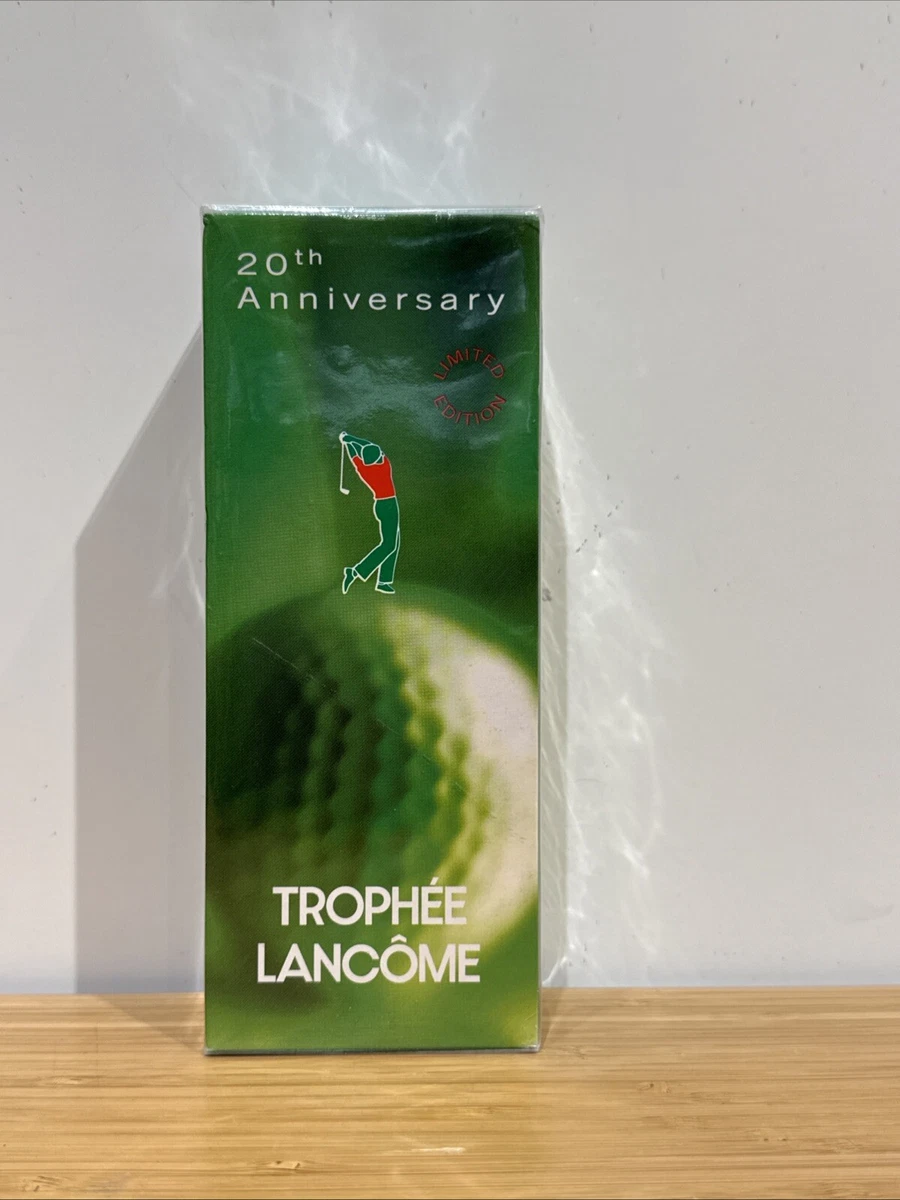 20th
Anniversary
LIMITED
EDITION
TROPHÉE
LANCÔME